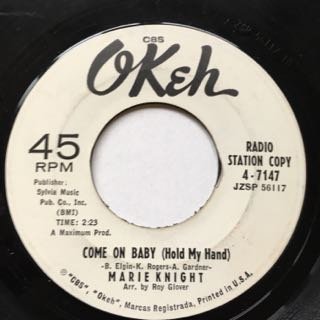 CBS
OKeh
45
RPM
RADIO
STATION COPY
4-7147
JZSP 56117
Publisher:
Sylvia Music
Pub. Co., Inc.
(BMI)
TIME: 2:23
A Maximum Prod.
COME ON BABY (Hold My Hand)
-B. Elgin-K. Rogers-A. Gardner-
MARIE KNIGHT
Arr. by Roy Glover
® "CBS", "Okeh", Marcas Registrada, Printed in U.S.A.